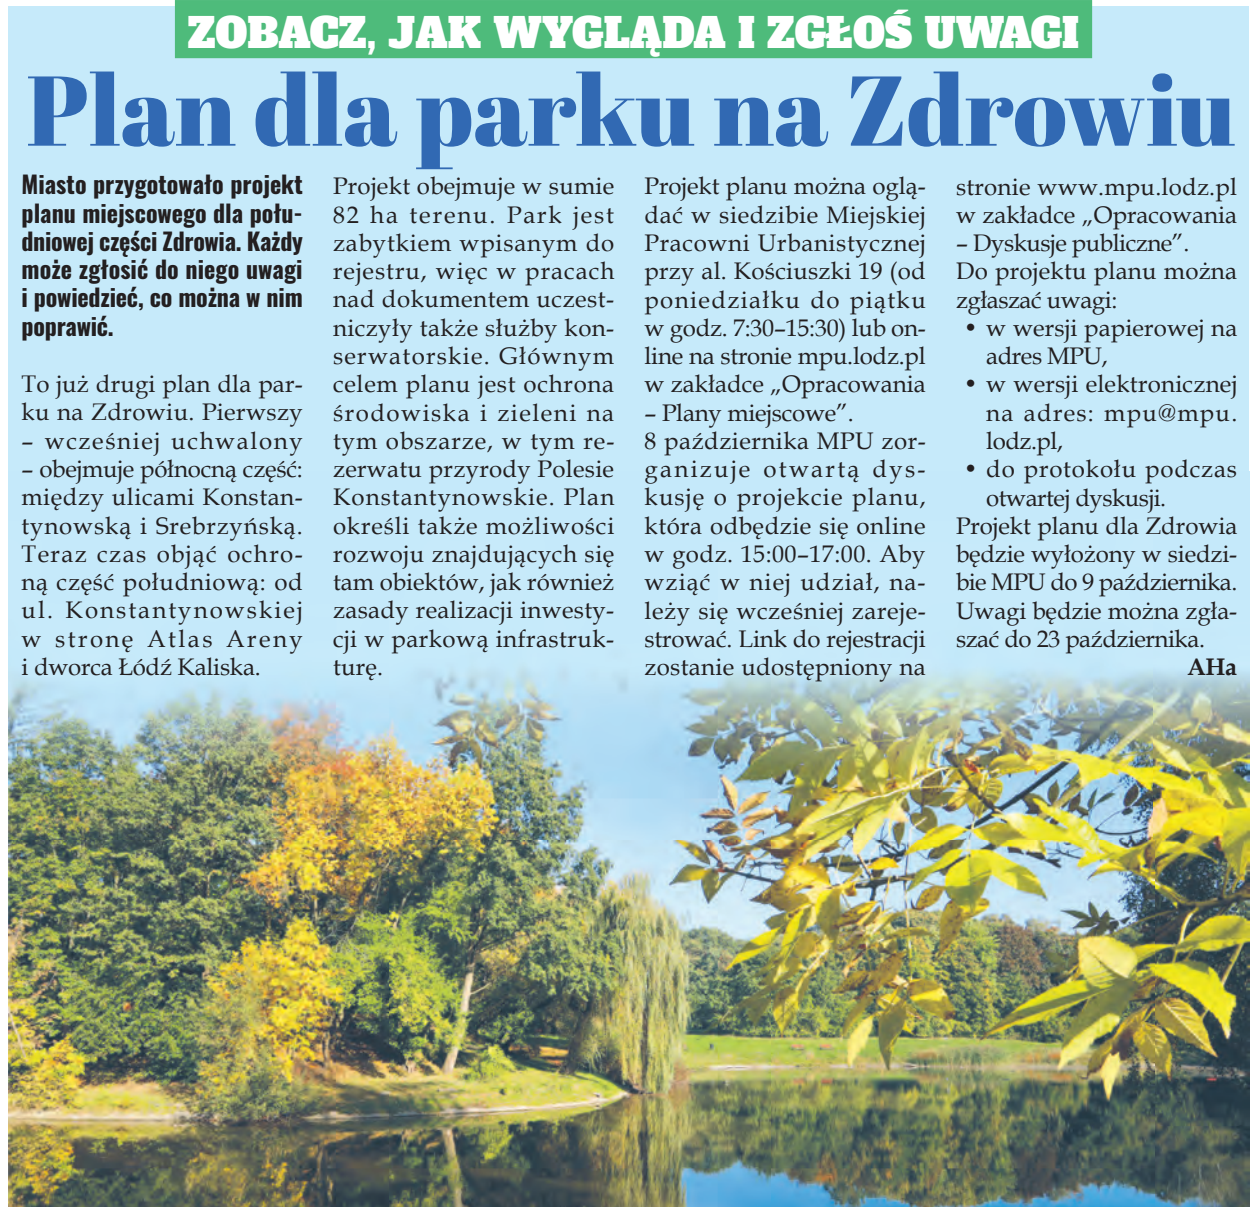 ZOBACZ, JAK WYGLĄDA I ZGŁOŚ UWAGI
Plan dla parku na Zdrowiu
Miasto przygotowało projekt
planu miejscowego dla połu-
dniowej części Zdrowia. Każdy
może zgłosić do niego uwagi
i powiedzieć, co można w nim
poprawić.
To już drugi plan dla par-
ku na Zdrowiu. Pierwszy
– wcześniej uchwalony
– obejmuje północną część:
między ulicami Konstan-
tynowską i Srebrzyńską.
Teraz czas objąć ochro-
ną część południową: od
ul. Konstantynowskiej
w stronę Atlas Areny
i dworca Łódź Kaliska.
Projekt obejmuje w sumie
82 ha terenu. Park jest
zabytkiem wpisanym do
rejestru, więc w pracach
nad dokumentem uczest-
niczyły także służby kon-
serwatorskie. Głównym
celem planu jest ochrona
środowiska i zieleni na
tym obszarze, w tym re-
zerwatu przyrody Polesie
Konstantynowskie. Plan
określi także możliwości
rozwoju znajdujących się
tam obiektów, jak również
zasady realizacji inwesty-
cji w parkową infrastruk-
turę.
Projekt planu można oglą-
dać w siedzibie Miejskiej
Pracowni Urbanistycznej
przy al. Kościuszki 19 (od
poniedziałku do piątku
w godz. 7:30–15:30) lub on-
line na stronie mpu.lodz.pl
w zakładce „Opracowania
– Plany miejscowe”.
8 października MPU zor-
ganizuje otwartą dys-
kusję o projekcie planu,
która odbędzie się online
w godz. 15:00–17:00. Aby
wziąć w niej udział, na-
leży się wcześniej zareje-
strować. Link do rejestracji
zostanie udostępniony na
stronie www.mpu.lodz.pl
w zakładce „Opracowania
– Dyskusje publiczne”.
Do projektu planu można
zgłaszać uwagi:
• w wersji papierowej na
adres MPU,
• w wersji elektronicznej
na adres: mpu@mpu.
lodz.pl,
• do protokołu podczas
otwartej dyskusji.
Projekt planu dla Zdrowia
będzie wyłożony w siedzi-
bie MPU do 9 października.
Uwagi będzie można zgła-
szać do 23 października.
AHa